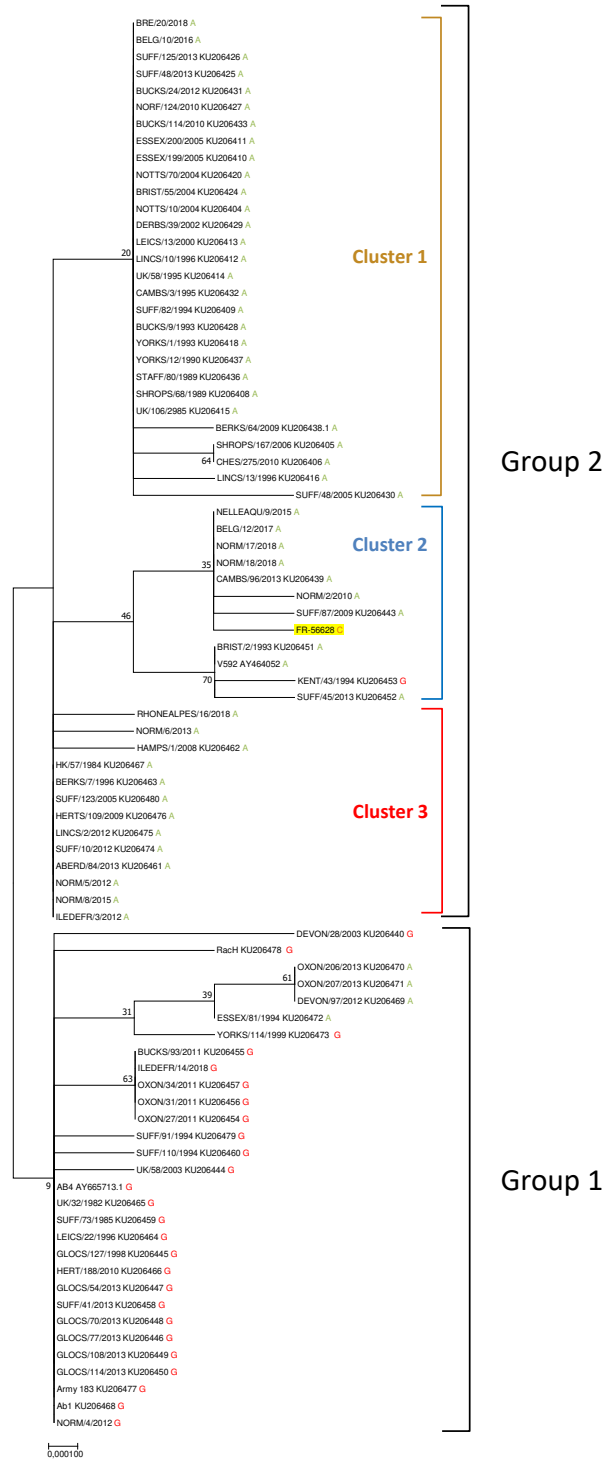 BRE/20/2018 A
BELG/10/2016 A
SUFF/125/2013 KU206426 A
SUFF/48/2013 KU206425 A
BUCKS/24/2012 KU206431 A
NORF/124/2010 KU206427 A
BUCKS/114/2010 KU206433 A
ESSEX/200/2005 KU206411 A
ESSEX/199/2005 KU206410 A
NOTTS/70/2004 KU206420 A
BRIST/55/2004 KU206424 A
NOTTS/10/2004 KU206404 A
DERBS/39/2002 KU206429 A
LEICS/13/2000 KU206413 A
20
LINCS/10/1996 KU206412 A
Cluster 1
UK/58/1995 KU206414 A
CAMBS/3/1995 KU206432 A
SUFF/82/1994 KU206409 A
BUCKS/9/1993 KU206428 A
YORKS/1/1993 KU206418 A
YORKS/12/1990 KU206437 A
STAFF/80/1989 KU206436 A
SHROPS/68/1989 KU206408 A
UK/106/2985 KU206415 A
BERKS/64/2009 KU206438.1 A
SHROPS/167/2006 KU206405 A
64
CHES/275/2010 KU206406 A
Group 2
LINCS/13/1996 KU206416 A
SUFF/48/2005 KU206430 A
NELLEAQU/9/2015 A
BELG/12/2017 A
NORM/17/2018 A
Cluster 2
NORM/18/2018 A
35
CAMBS/96/2013 KU206439 A
NORM/2/2010 A
SUFF/87/2009 KU206443 A
46
FR-56628 C
BRIST/2/1993 KU206451 A
V592 AY464052 A
70
KENT/43/1994 KU206453 G
SUFF/45/2013 KU206452 A
RHONEALPES/16/2018 A
NORM/6/2013 A
HAMPS/1/2008 KU206462 A
HK/57/1984 KU206467 A
BERKS/7/1996 KU206463 A
SUFF/123/2005 KU206480 A
HERTS/109/2009 KU206476 A
Cluster 3
LINCS/2/2012 KU206475 A
SUFF/10/2012 KU206474 A
ABERD/84/2013 KU206461 A
NORM/5/2012 A
NORM/8/2015 A
ILEDEFR/3/2012 A
DEVON/28/2003 KU206440 G
RacH KU206478 G
OXON/206/2013 KU206470 A
61
OXON/207/2013 KU206471 A
39
DEVON/97/2012 KU206469 A
31
ESSEX/81/1994 KU206472 A
YORKS/114/1999 KU206473 G
BUCKS/93/2011 KU206455 G
ILEDEFR/14/2018 G
63
OXON/34/2011 KU206457 G
OXON/31/2011 KU206456 G
OXON/27/2011 KU206454 G
SUFF/91/1994 KU206479 G
SUFF/110/1994 KU206460 G
UK/58/2003 KU206444 G
Group 1
9
AB4 AY665713.1 G
UK/32/1982 KU206465 G
SUFF/73/1985 KU206459 G
LEICS/22/1996 KU206464 G
GLOCS/127/1998 KU206445 G
HERT/188/2010 KU206466 G
GLOCS/54/2013 KU206447 G
SUFF/41/2013 KU206458 G
GLOCS/70/2013 KU206448 G
GLOCS/77/2013 KU206446 G
GLOCS/108/2013 KU206449 G
GLOCS/114/2013 KU206450 G
Army 183 KU206477 G
Ab1 KU206468 G
NORM/4/2012 G
0,000100